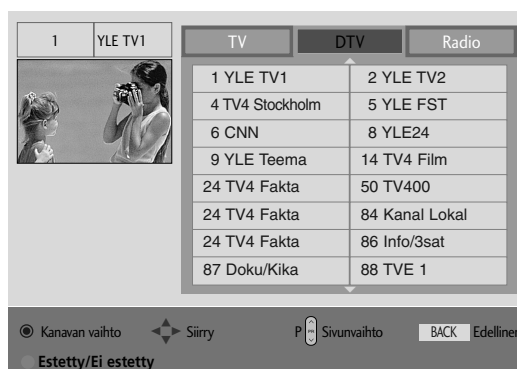 1 YLE TV1
TV DTV Radio
1 YLE TV1 2 YLE TV2
4 TV4 Stockholm 5 YLE FST
6 CNN 8 YLE24
9 YLE Teema 14 TV4 Film
24 TV4 Fakta 50 TV400
24 TV4 Fakta 84 Kanal Lokal
24 TV4 Fakta 86 Info/3sat
87 Doku/Kika 88 TVE 1
Kanavan vaihto Siirry P PR Sivunvaihto BACK Edellinen
Estetty/Ei estetty